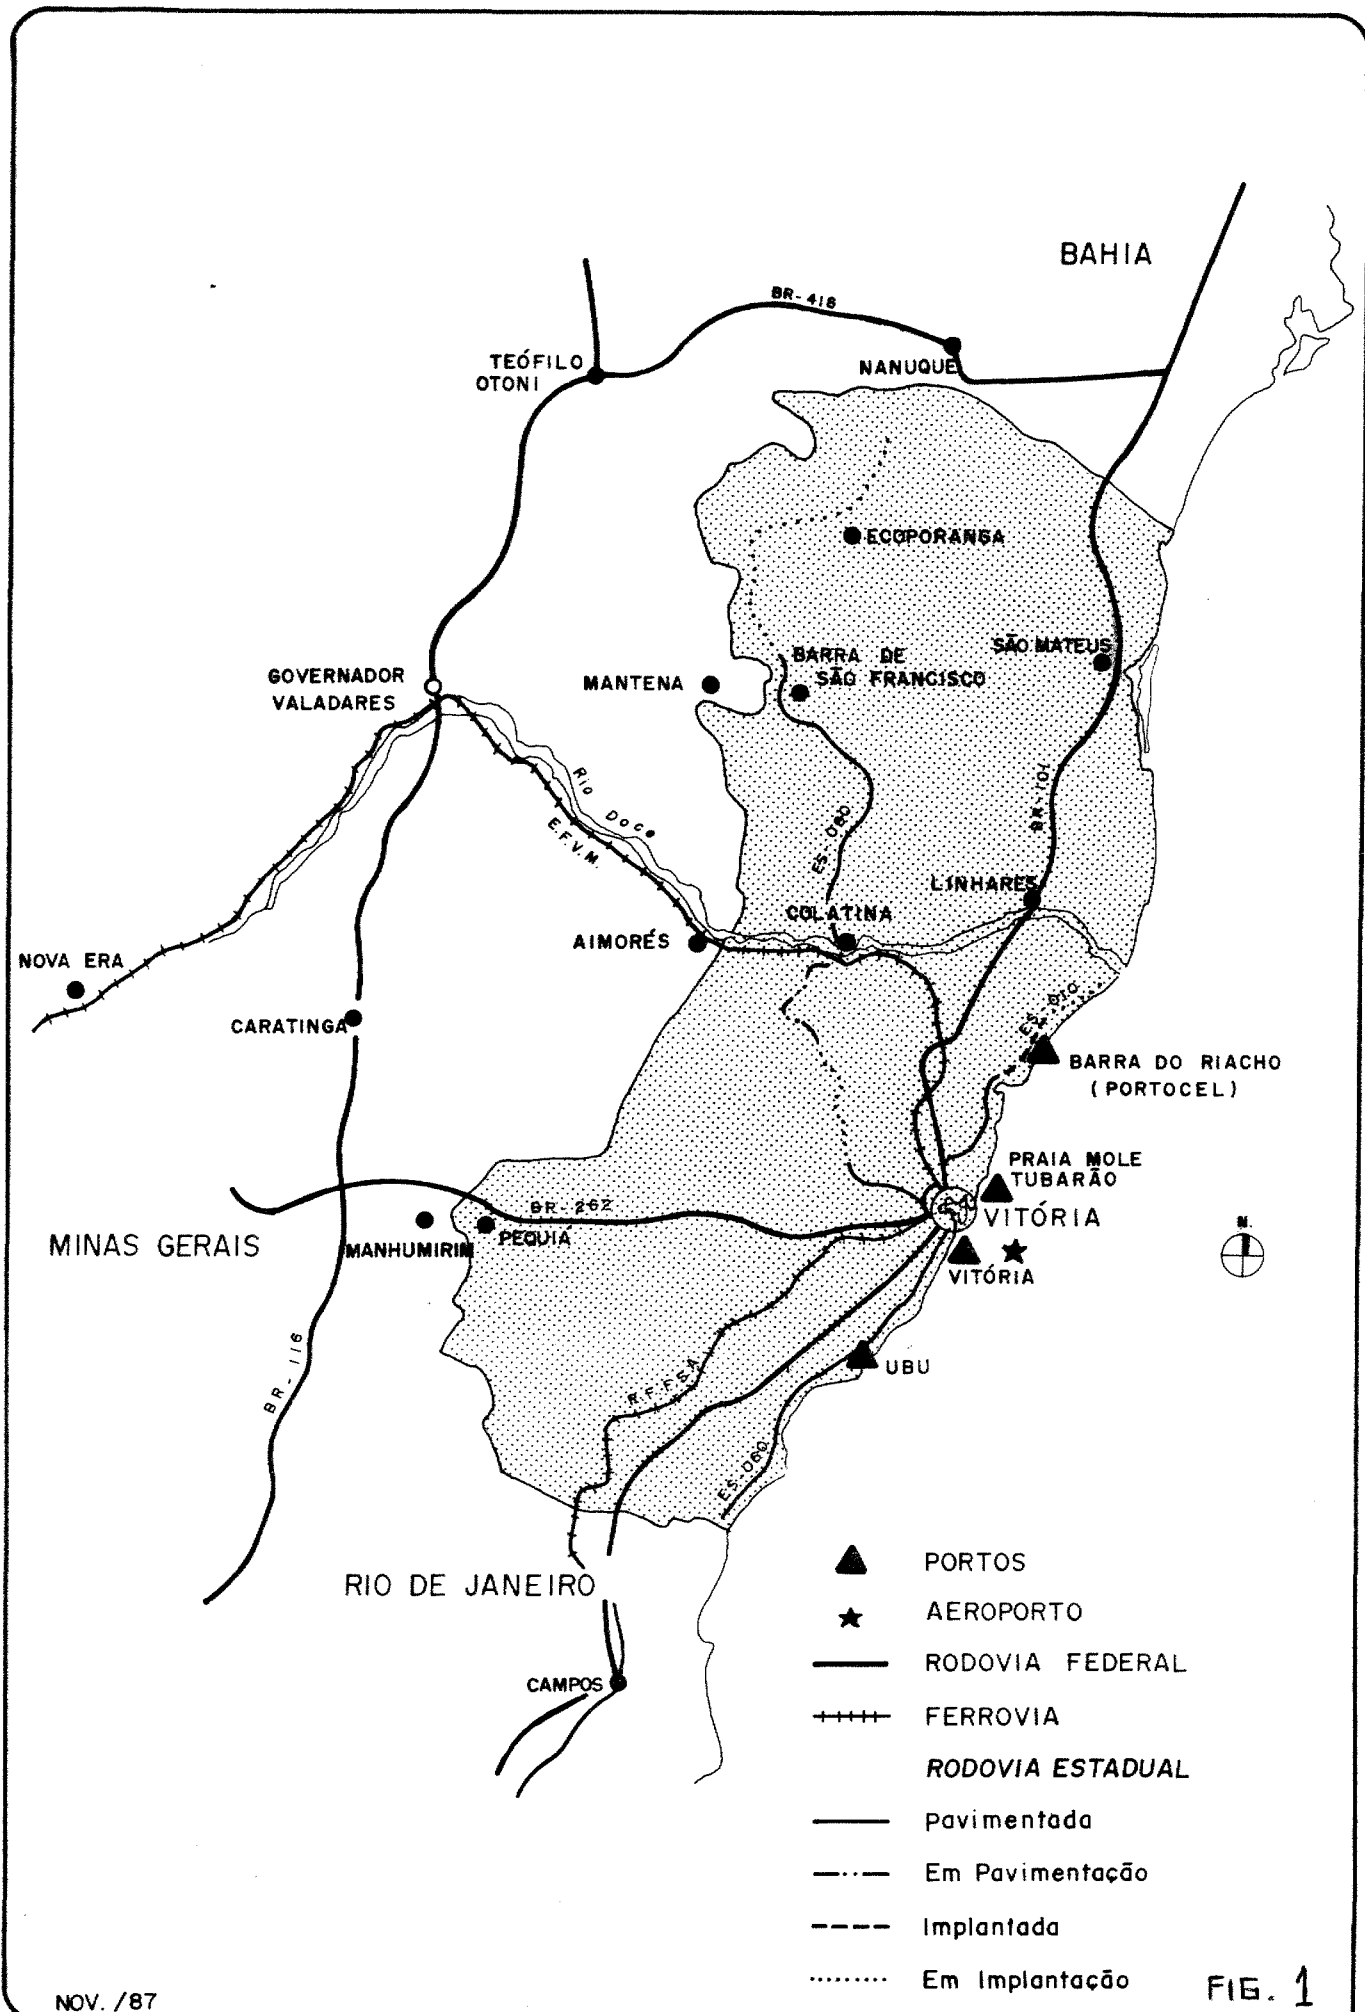 BAHIA
BR-418
TEÓFILO
OTONI
NANUQUE
ECOPORANGA
SÃO MATEUS
BARRA DE
SÃO FRANCISCO
GOVERNADOR
VALADARES
MANTENA
Rio Doce
E.F.V.M.
ES-080
BR-101
LINHARES
COLATINA
AIMORÉS
NOVA ERA
CARATINGA
ES-010
BARRA DO RIACHO
(PORTOCEL)
PRAIA MOLE
TUBARÃO
VITÓRIA
BR-262
PEQUIÁ
MANHUMIRIM
MINAS GERAIS
VITÓRIA
N.
UBU
BR-116
R.F.F.S.A.
ES-060
RIO DE JANEIRO
CAMPOS
PORTOS
AEROPORTO
RODOVIA FEDERAL
FERROVIA
RODOVIA ESTADUAL
Pavimentada
Em Pavimentação
Implantada
Em Implantação
FIG. 1
NOV./87